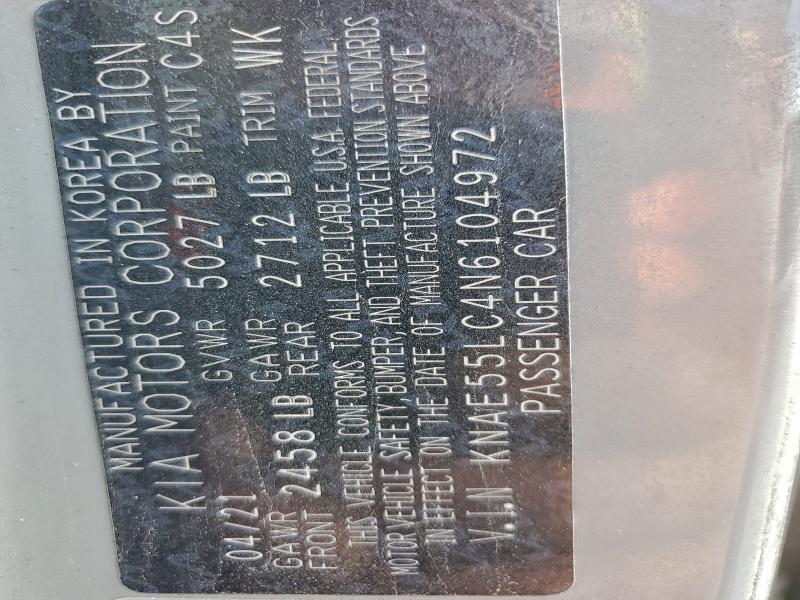 MANUFACTURED IN KOREA BY
KIA MOTORS CORPORATION
04/21 GVWR 5027 LB PAINT C4S
GAWR FRONT 2458 LB GAWR REAR 2712 LB TRIM WK
THIS VEHICLE CONFORMS TO ALL APPLICABLE U.S.A. FEDERAL
MOTOR VEHICLE SAFETY, BUMPER, AND THEFT PREVENTION STANDARDS
IN EFFECT ON THE DATE OF MANUFACTURE SHOWN ABOVE
V.I.N KNAE55LC4N6104972
PASSENGER CAR